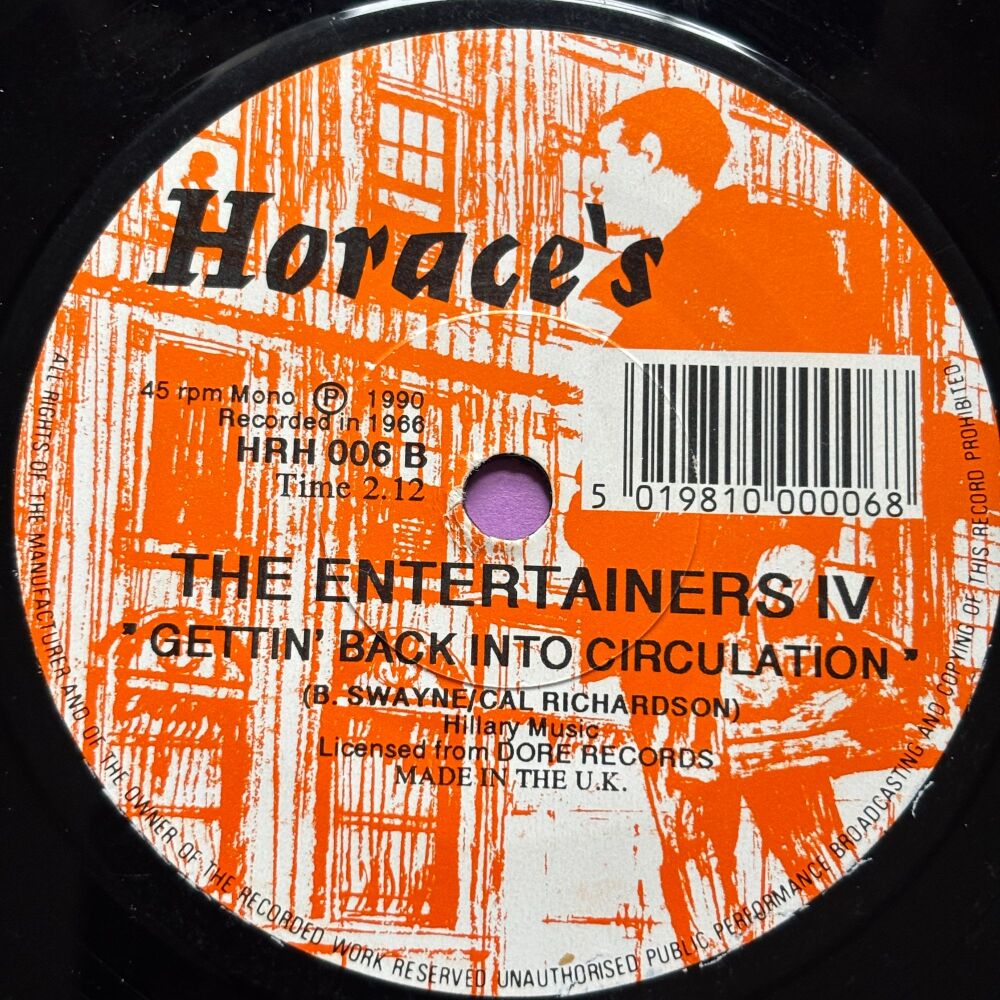 Horace's
45 rpm Mono ℗ 1990
Recorded in 1966
HRH 006 B
Time 2.12
5 019810 000068
THE ENTERTAINERS IV
" GETTIN' BACK INTO CIRCULATION "
(B. SWAYNE/CAL RICHARDSON)
Hillary Music
Licensed from DORE RECORDS
MADE IN THE U.K.
ALL RIGHTS OF THE MANUFACTURER AND OF THE OWNER OF THE RECORDED WORK RESERVED UNAUTHORISED PUBLIC PERFORMANCE BROADCASTING AND COPYING OF THIS RECORD PROHIBITED